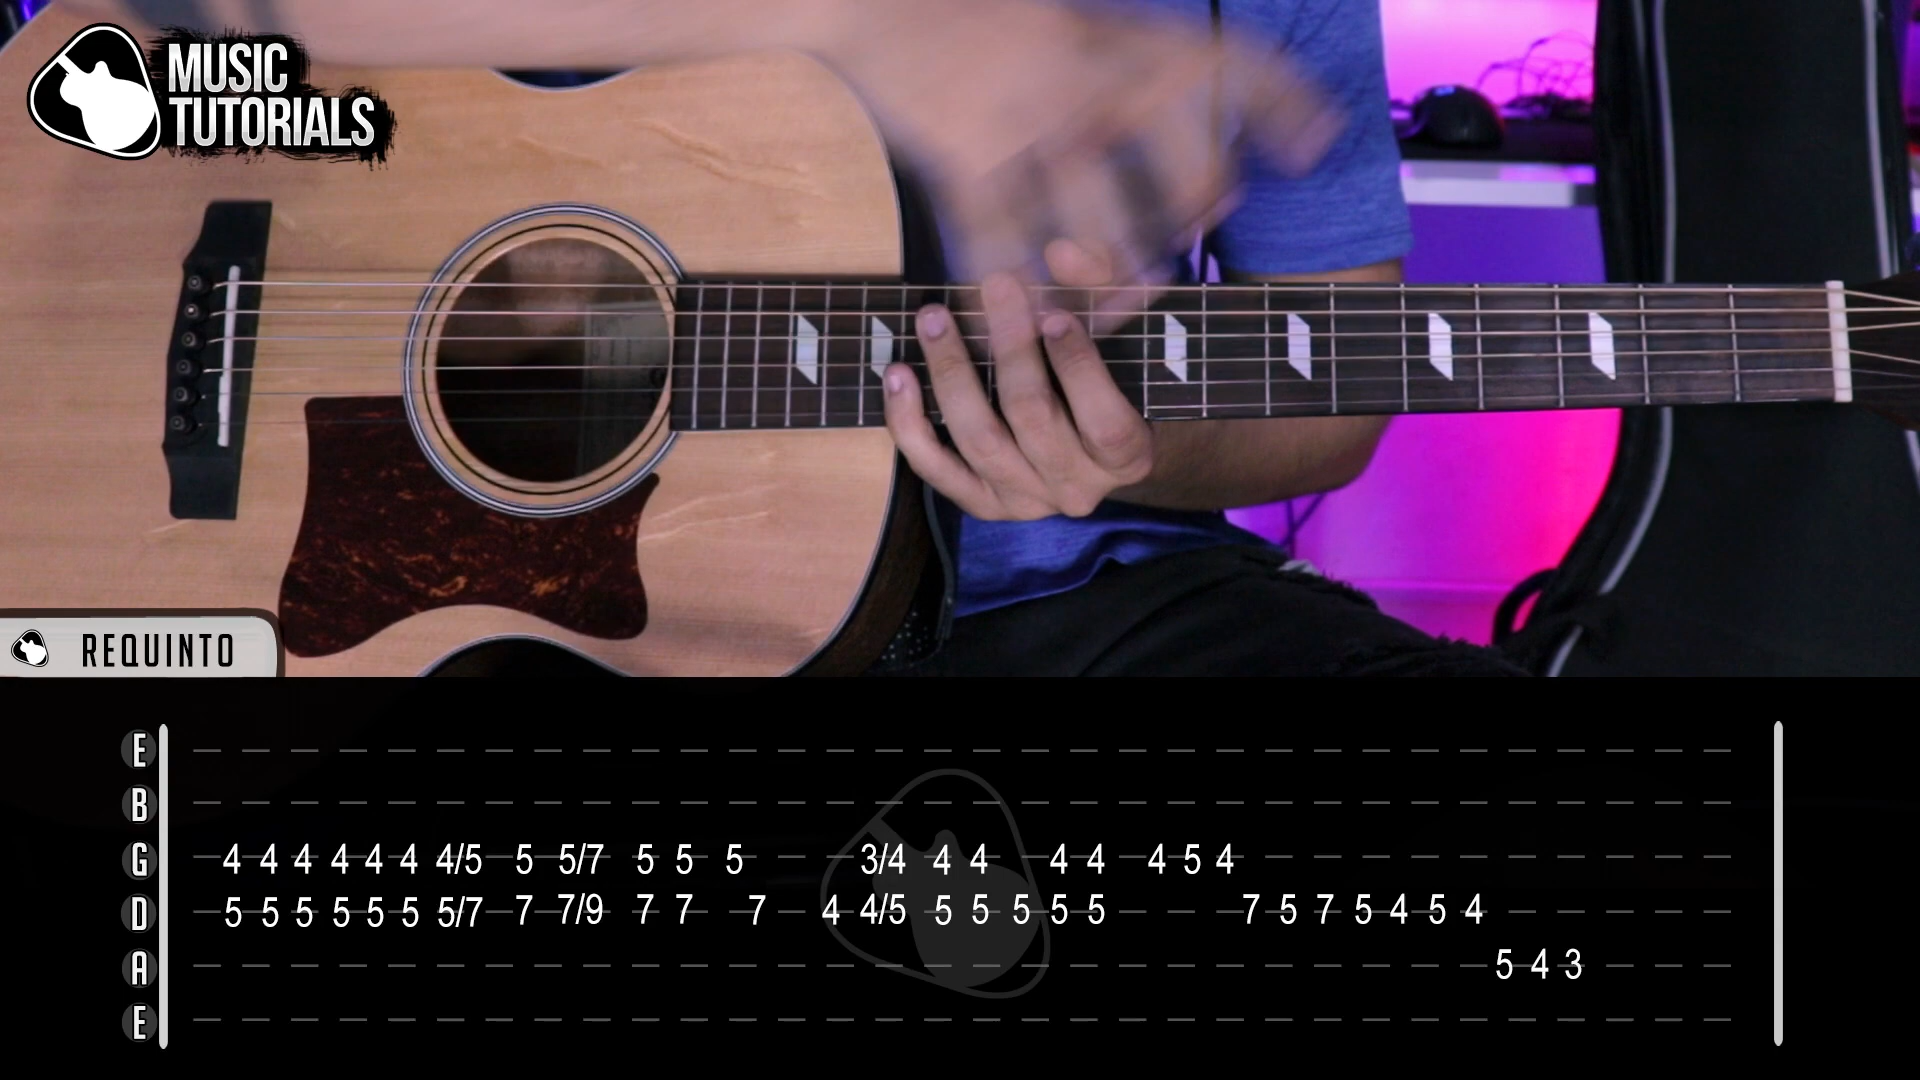 MUSIC
TUTORIALS
REQUINTO
E
B
G 4 4 4 4 4 4 4/5 5 5/7 5 5 5 3/4 4 4 4 4 4 5 4
D 5 5 5 5 5 5 5/7 7 7/9 7 7 7 4 4/5 5 5 5 5 5 7 5 7 5 4 5 4
A 5 4 3
E